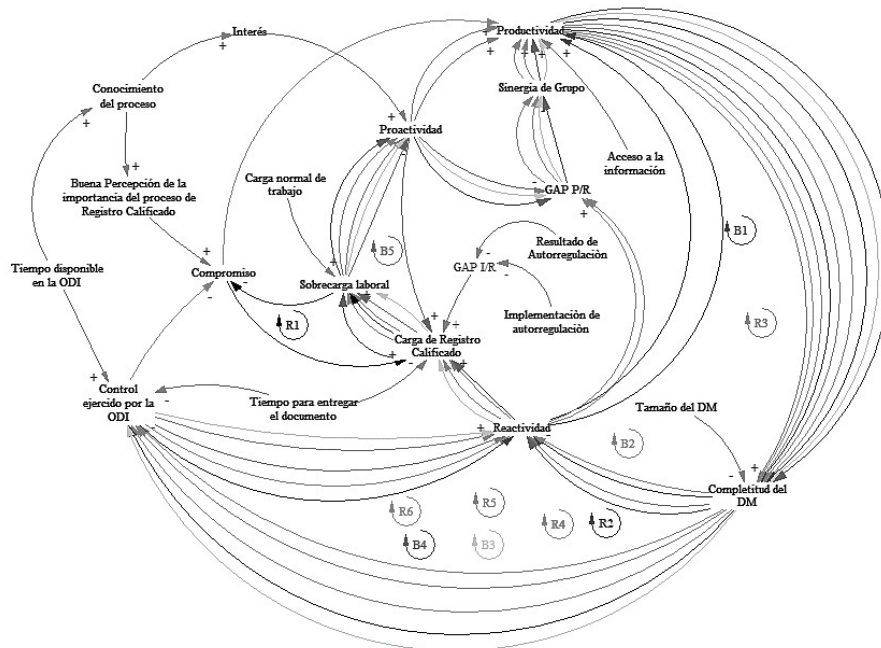 Interés
Productividad
Conocimiento
del proceso
Sinergia de Grupo
Proactividad
Acceso a la
información
Carga normal de
trabajo
Buena Percepción de la
importancia del proceso de
Registro Calificado
GAP P/R
Resultado de
Autorregulaciòn
B1
B5
Tiempo disponible
en la ODI
Compromiso
Sobrecarga laboral
GAP I/R
Implementaciòn de
autorregulaciòn
R1
R3
Carga de Registro
Calificado
Control
ejercido por la
ODI
Tiempo para entregar
el documento
Tamaño del DM
Reactividad
B2
Completitud del
DM
R6
R5
R4
R2
B4
B3